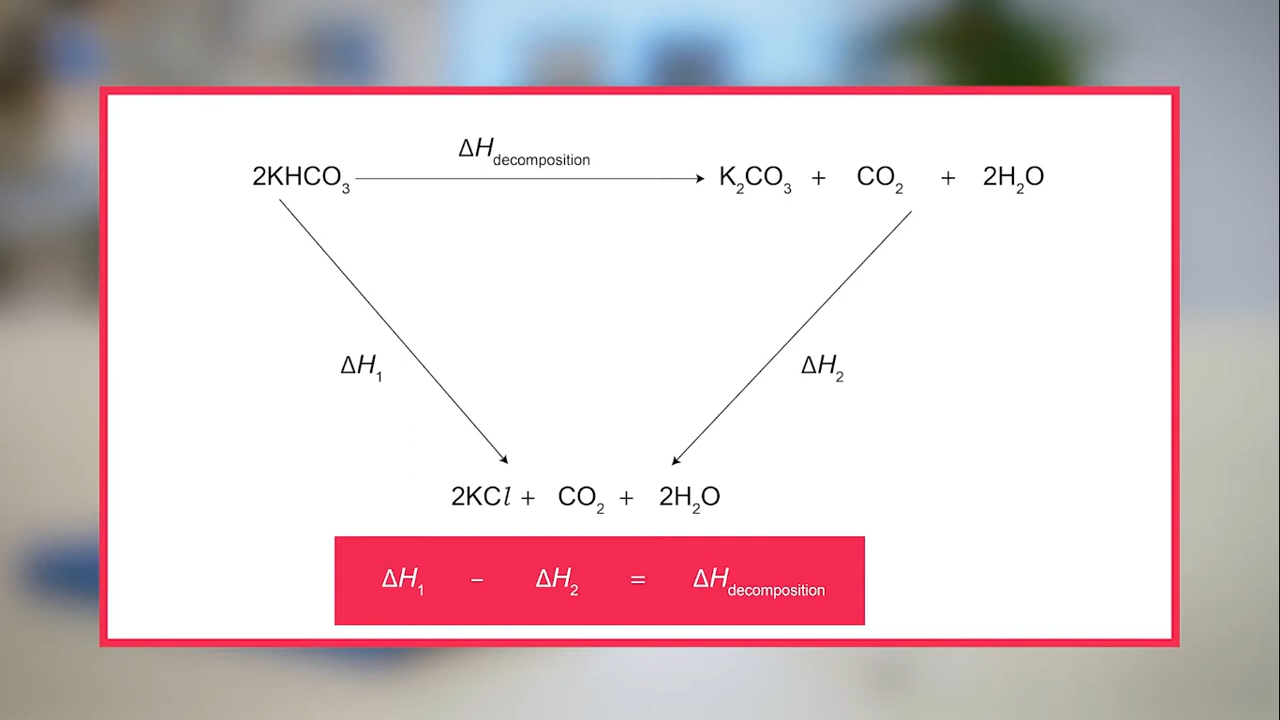 ΔHdecomposition
2KHCO₃ K₂CO₃ + CO₂ + 2H₂O
ΔH₁ ΔH₂
2KCl + CO₂ + 2H₂O
ΔH₁ – ΔH₂ = ΔHdecomposition